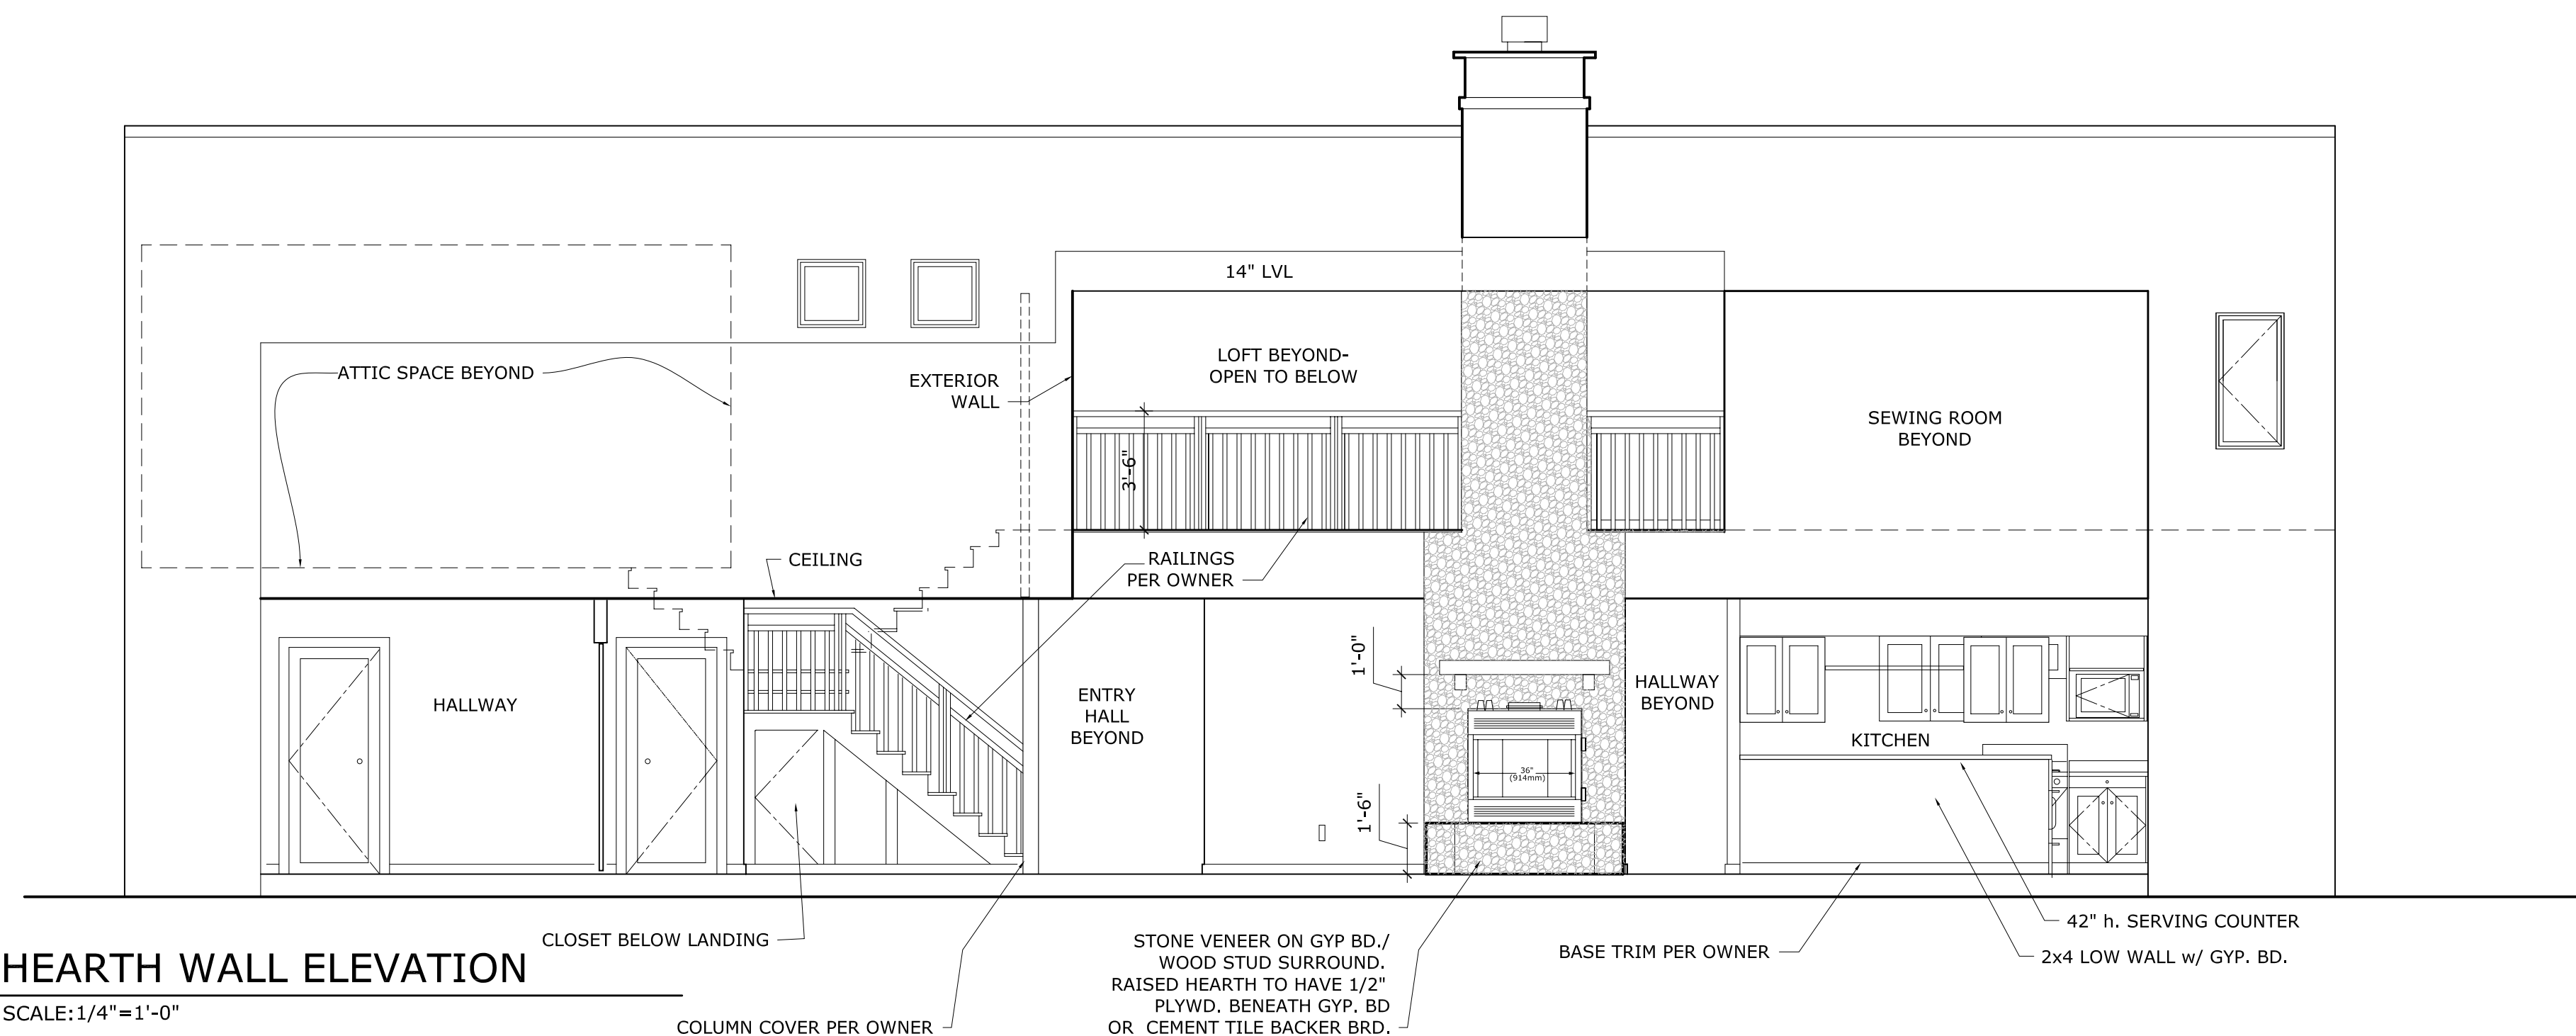 14" LVL
LOFT BEYOND-
OPEN TO BELOW
ATTIC SPACE BEYOND
EXTERIOR
WALL
SEWING ROOM
BEYOND
3'-6"
CEILING
RAILINGS
PER OWNER
1'-0"
HALLWAY
ENTRY
HALL
BEYOND
HALLWAY
BEYOND
KITCHEN
36"
(914mm)
1'-6"
42" h. SERVING COUNTER
2x4 LOW WALL w/ GYP. BD.
CLOSET BELOW LANDING
BASE TRIM PER OWNER
STONE VENEER ON GYP BD./
WOOD STUD SURROUND.
RAISED HEARTH TO HAVE 1/2"
PLYWD. BENEATH GYP. BD
OR CEMENT TILE BACKER BRD.
COLUMN COVER PER OWNER
HEARTH WALL ELEVATION
SCALE:1/4"=1'-0"